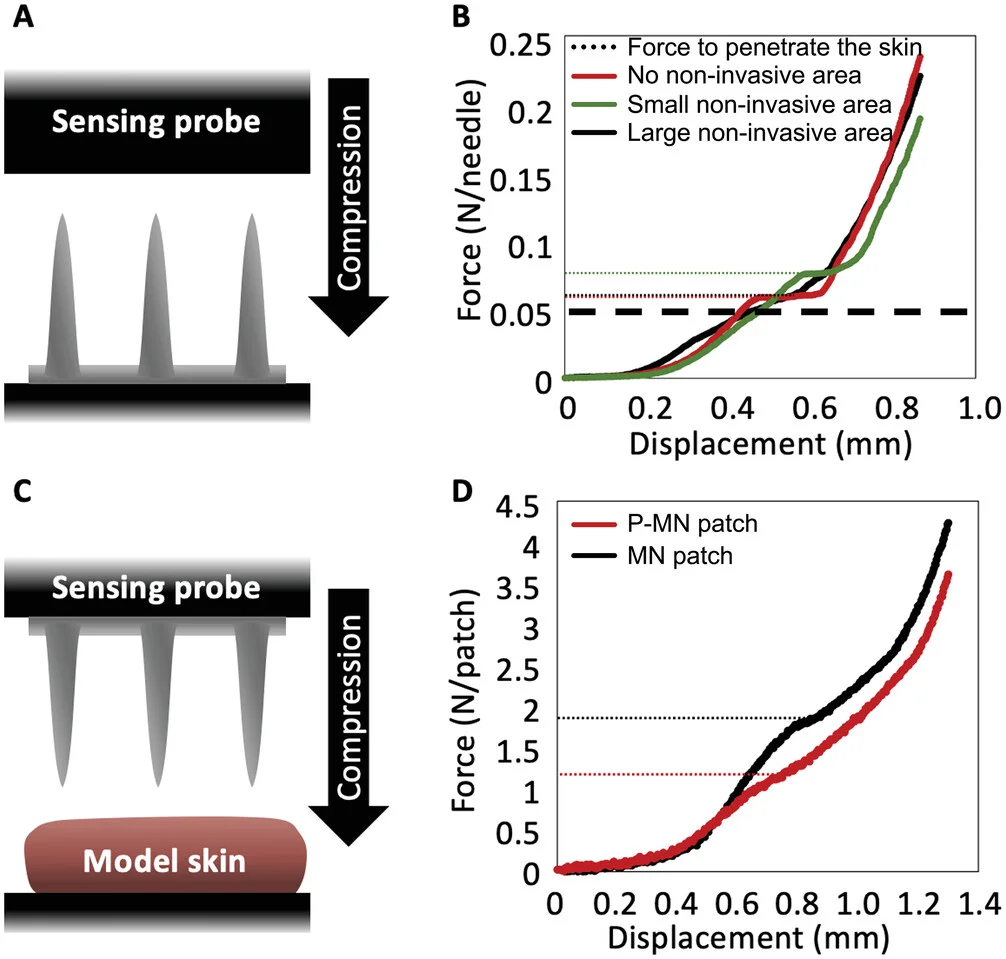 A
Sensing probe
Compression
B
Force (N/needle)
0.25
0.2
0.15
0.1
0.05
0
Force to penetrate the skin
No non-invasive area
Small non-invasive area
Large non-invasive area
0 0.2 0.4 0.6 0.8 1.0
Displacement (mm)
C
Sensing probe
Compression
Model skin
D
Force (N/patch)
4.5
4
3.5
3
2.5
2
1.5
1
0.5
0
P-MN patch
MN patch
0 0.2 0.4 0.6 0.8 1.0 1.2 1.4
Displacement (mm)